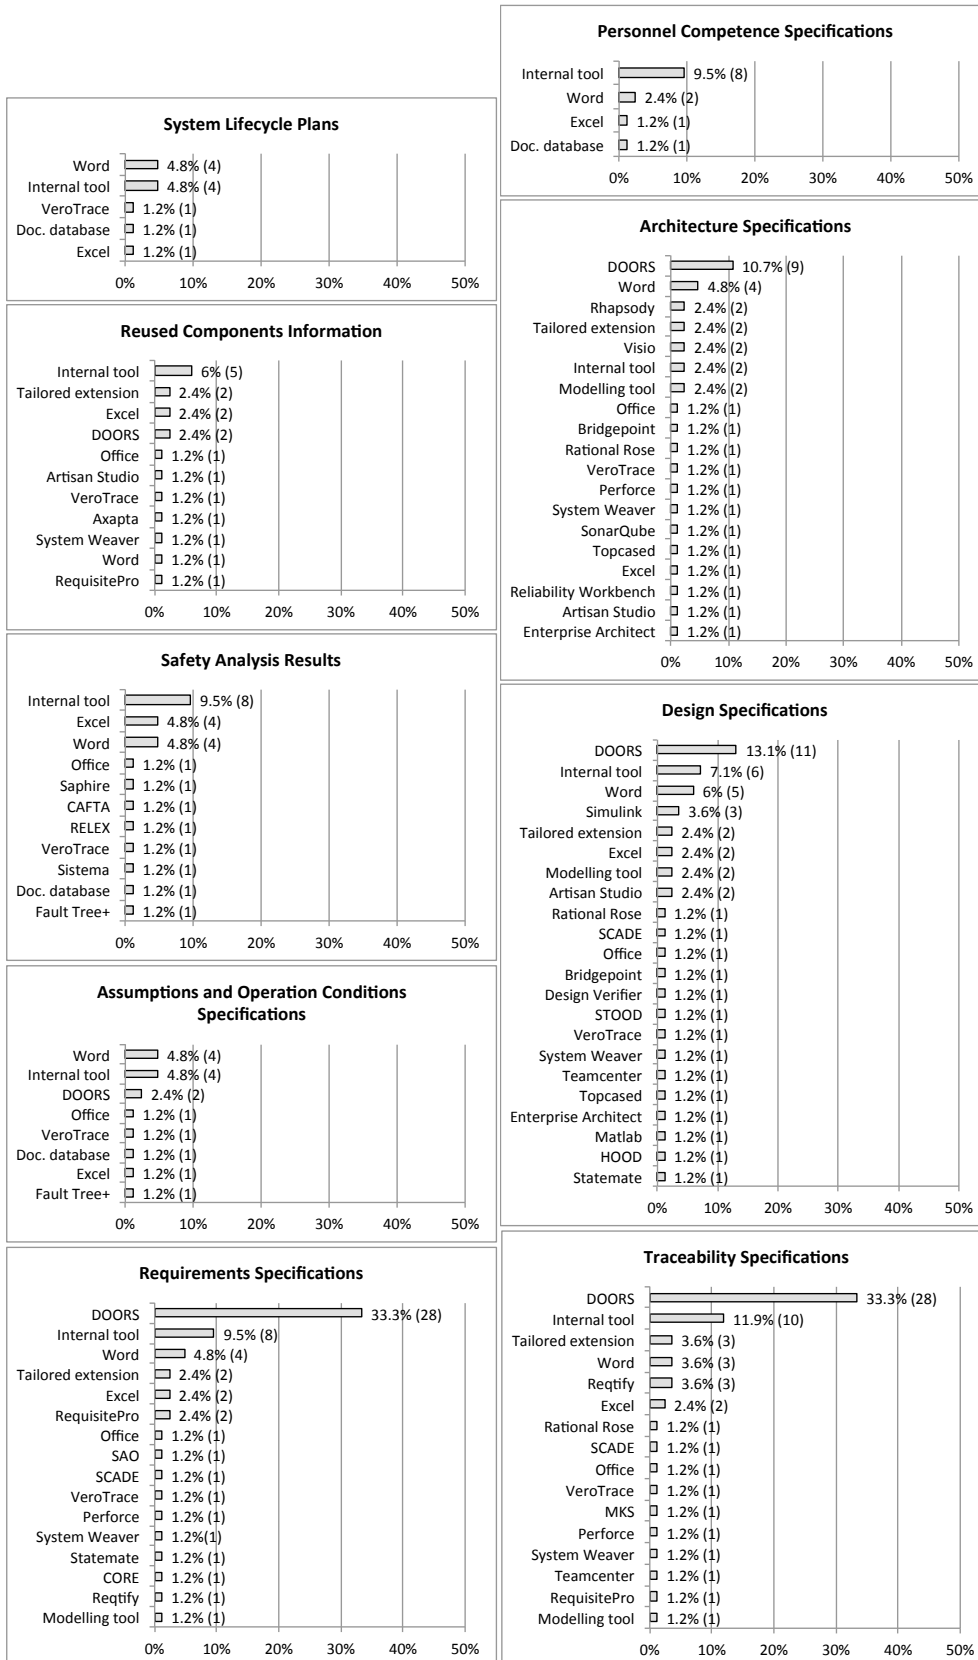 System Lifecycle Plans
Word 4.8% (4)
Internal tool 4.8% (4)
VeroTrace 1.2% (1)
Doc. database 1.2% (1)
Excel 1.2% (1)
0% 10% 20% 30% 40% 50%
Reused Components Information
Internal tool 6% (5)
Tailored extension 2.4% (2)
Excel 2.4% (2)
DOORS 2.4% (2)
Office 1.2% (1)
Artisan Studio 1.2% (1)
VeroTrace 1.2% (1)
Axapta 1.2% (1)
System Weaver 1.2% (1)
Word 1.2% (1)
RequisitePro 1.2% (1)
0% 10% 20% 30% 40% 50%
Safety Analysis Results
Internal tool 9.5% (8)
Excel 4.8% (4)
Word 4.8% (4)
Office 1.2% (1)
Saphire 1.2% (1)
CAFTA 1.2% (1)
RELEX 1.2% (1)
VeroTrace 1.2% (1)
Sistema 1.2% (1)
Doc. database 1.2% (1)
Fault Tree+ 1.2% (1)
0% 10% 20% 30% 40% 50%
Assumptions and Operation Conditions
Specifications
Word 4.8% (4)
Internal tool 4.8% (4)
DOORS 2.4% (2)
Office 1.2% (1)
VeroTrace 1.2% (1)
Doc. database 1.2% (1)
Excel 1.2% (1)
Fault Tree+ 1.2% (1)
0% 10% 20% 30% 40% 50%
Requirements Specifications
DOORS 33.3% (28)
Internal tool 9.5% (8)
Word 4.8% (4)
Tailored extension 2.4% (2)
Excel 2.4% (2)
RequisitePro 2.4% (2)
Office 1.2% (1)
SAO 1.2% (1)
SCADE 1.2% (1)
VeroTrace 1.2% (1)
Perforce 1.2% (1)
System Weaver 1.2%(1)
Statemate 1.2% (1)
CORE 1.2% (1)
Reqtify 1.2% (1)
Modelling tool 1.2% (1)
0% 10% 20% 30% 40% 50%
Personnel Competence Specifications
Internal tool 9.5% (8)
Word 2.4% (2)
Excel 1.2% (1)
Doc. database 1.2% (1)
0% 10% 20% 30% 40% 50%
Architecture Specifications
DOORS 10.7% (9)
Word 4.8% (4)
Rhapsody 2.4% (2)
Tailored extension 2.4% (2)
Visio 2.4% (2)
Internal tool 2.4% (2)
Modelling tool 2.4% (2)
Office 1.2% (1)
Bridgepoint 1.2% (1)
Rational Rose 1.2% (1)
VeroTrace 1.2% (1)
Perforce 1.2% (1)
System Weaver 1.2% (1)
SonarQube 1.2% (1)
Topcased 1.2% (1)
Excel 1.2% (1)
Reliability Workbench 1.2% (1)
Artisan Studio 1.2% (1)
Enterprise Architect 1.2% (1)
0% 10% 20% 30% 40% 50%
Design Specifications
DOORS 13.1% (11)
Internal tool 7.1% (6)
Word 6% (5)
Simulink 3.6% (3)
Tailored extension 2.4% (2)
Excel 2.4% (2)
Modelling tool 2.4% (2)
Artisan Studio 2.4% (2)
Rational Rose 1.2% (1)
SCADE 1.2% (1)
Office 1.2% (1)
Bridgepoint 1.2% (1)
Design Verifier 1.2% (1)
STOOD 1.2% (1)
VeroTrace 1.2% (1)
System Weaver 1.2% (1)
Teamcenter 1.2% (1)
Topcased 1.2% (1)
Enterprise Architect 1.2% (1)
Matlab 1.2% (1)
HOOD 1.2% (1)
Statemate 1.2% (1)
0% 10% 20% 30% 40% 50%
Traceability Specifications
DOORS 33.3% (28)
Internal tool 11.9% (10)
Tailored extension 3.6% (3)
Word 3.6% (3)
Reqtify 3.6% (3)
Excel 2.4% (2)
Rational Rose 1.2% (1)
SCADE 1.2% (1)
Office 1.2% (1)
VeroTrace 1.2% (1)
MKS 1.2% (1)
Perforce 1.2% (1)
System Weaver 1.2% (1)
Teamcenter 1.2% (1)
RequisitePro 1.2% (1)
Modelling tool 1.2% (1)
0% 10% 20% 30% 40% 50%